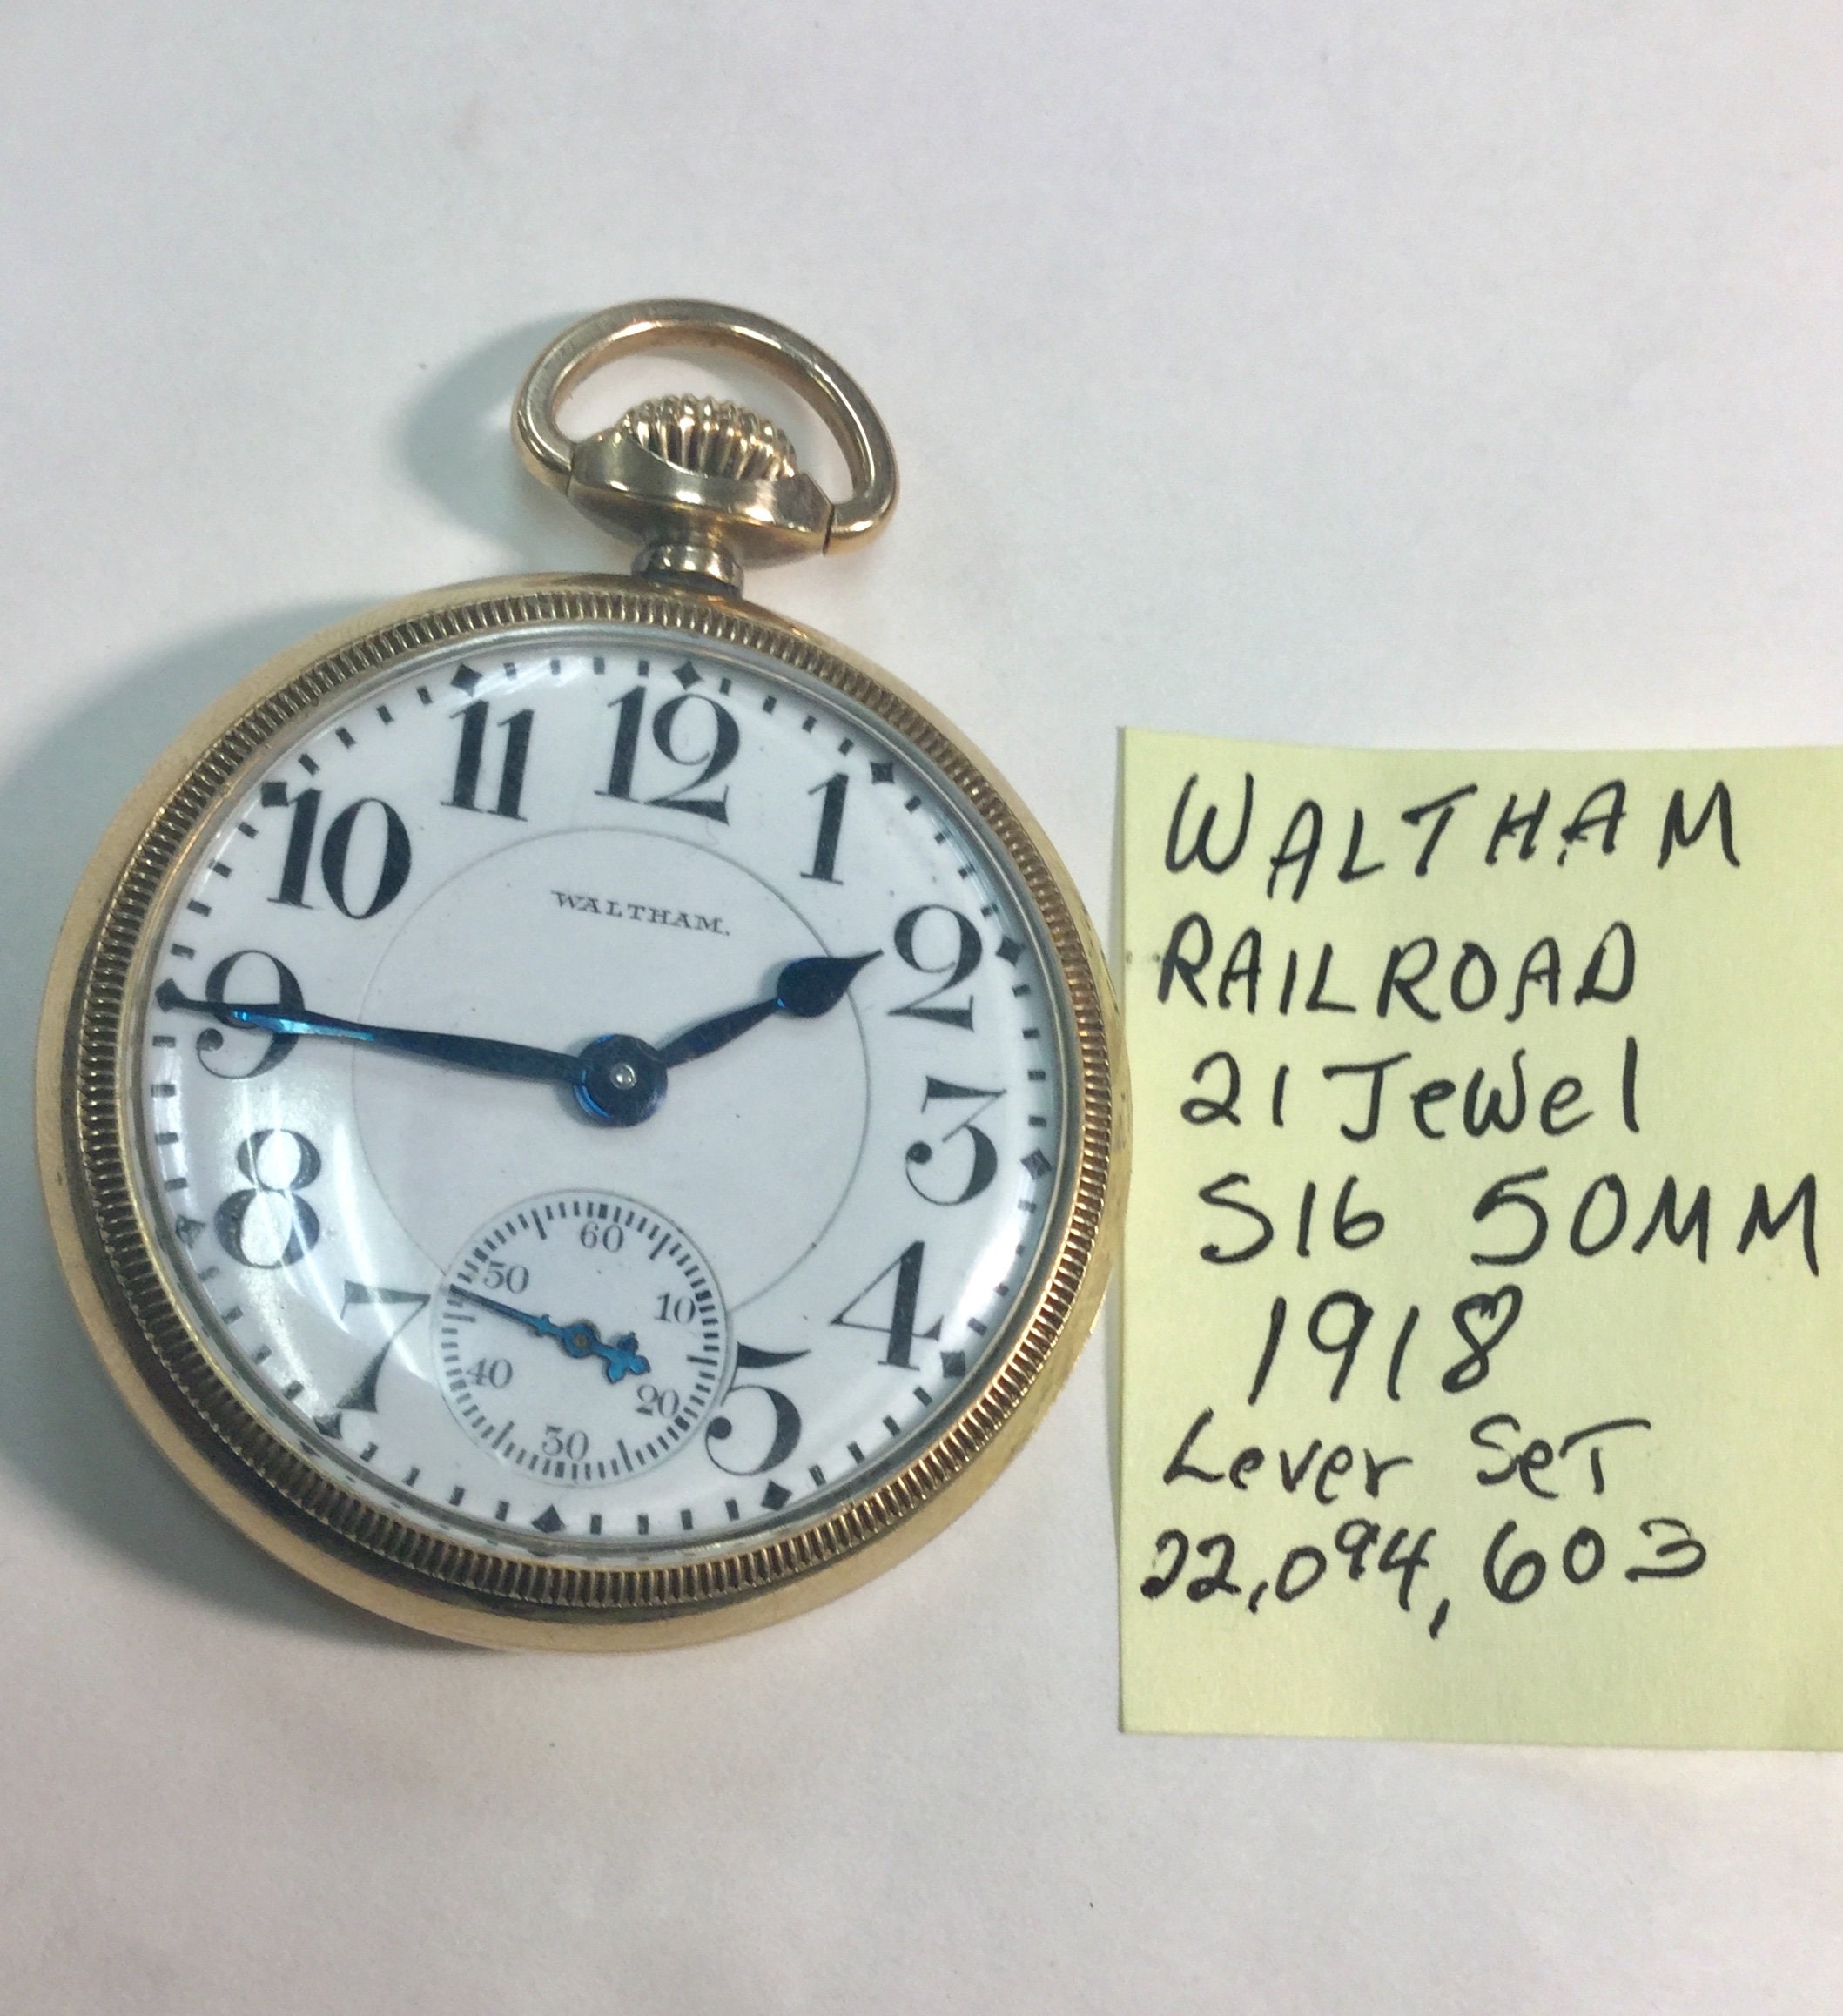 11 12 1
10 2
WALTHAM.
9 3
8 4
7 5
60
50 10
40 20
30
WALTHAM
RAILROAD
21 Jewel
S16 50MM
1918
Lever SeT
22,094,603